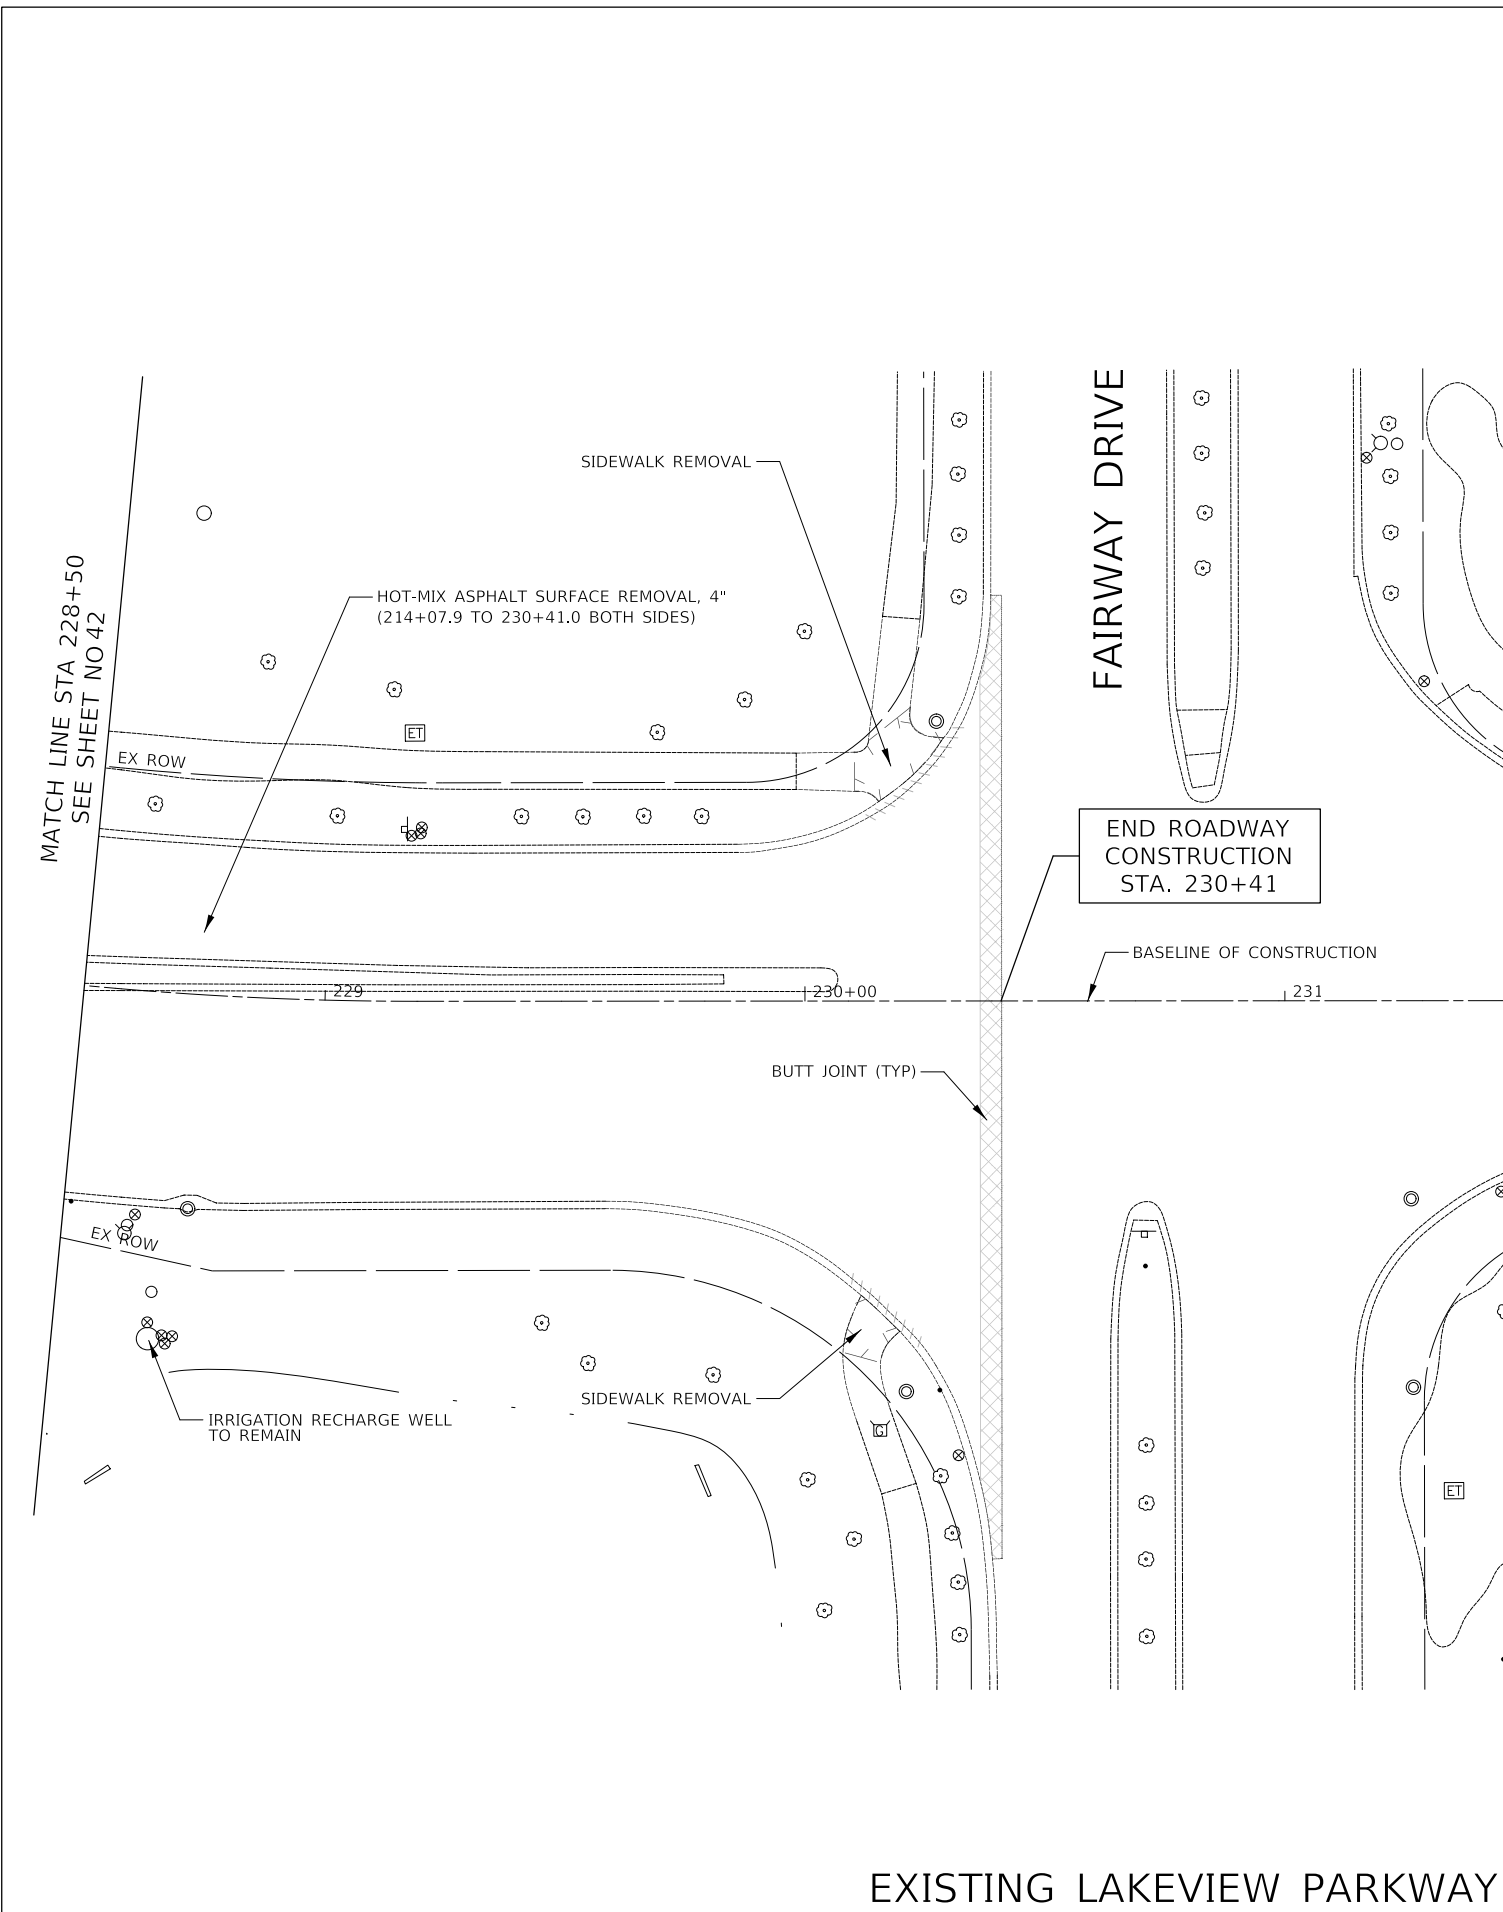 FAIRWAY DRIVE
SIDEWALK REMOVAL
MATCH LINE STA 228+50
SEE SHEET NO 42
HOT-MIX ASPHALT SURFACE REMOVAL, 4"
(214+07.9 TO 230+41.0 BOTH SIDES)
ET
EX ROW
END ROADWAY
CONSTRUCTION
STA. 230+41
BASELINE OF CONSTRUCTION
229
230+00
231
BUTT JOINT (TYP)
EX ROW
SIDEWALK REMOVAL
IRRIGATION RECHARGE WELL
TO REMAIN
G
ET
EXISTING LAKEVIEW PARKWAY